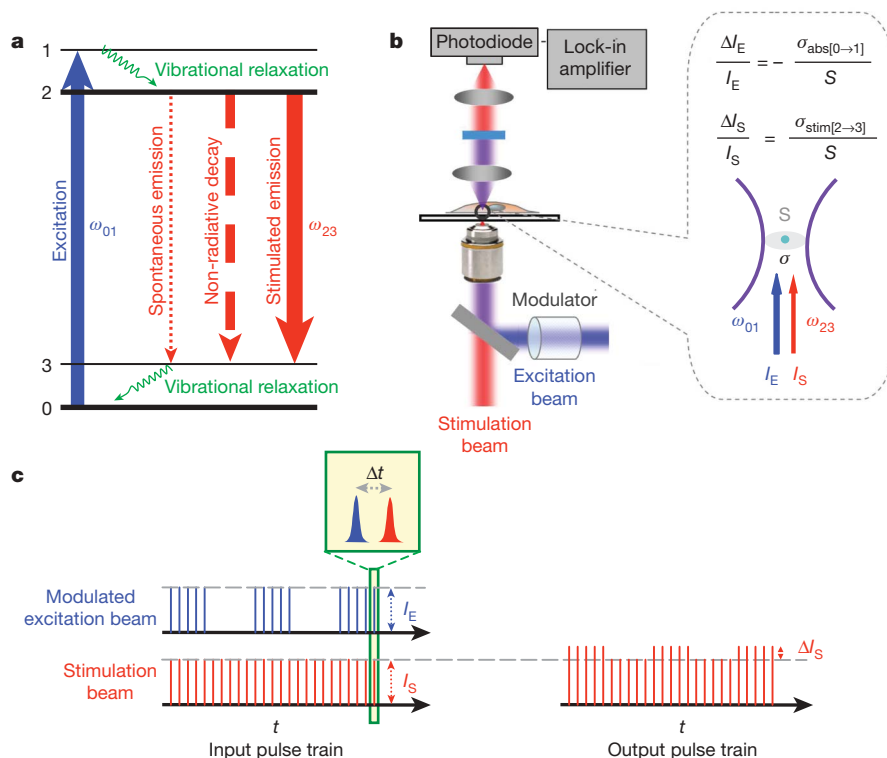 a
1
Vibrational relaxation
2
Excitation
ω01
Spontaneous emission
Non-radiative decay
Stimulated emission
ω23
3
Vibrational relaxation
0
b
Photodiode
Lock-in
amplifier
Modulator
Excitation
beam
Stimulation
beam
ΔIE/IE = − σabs[0→1]/S
ΔIS/IS = σstim[2→3]/S
S
σ
ω01
ω23
IE
IS
c
Δt
Modulated
excitation beam
IE
Stimulation
beam
IS
ΔIS
t
Input pulse train
t
Output pulse train